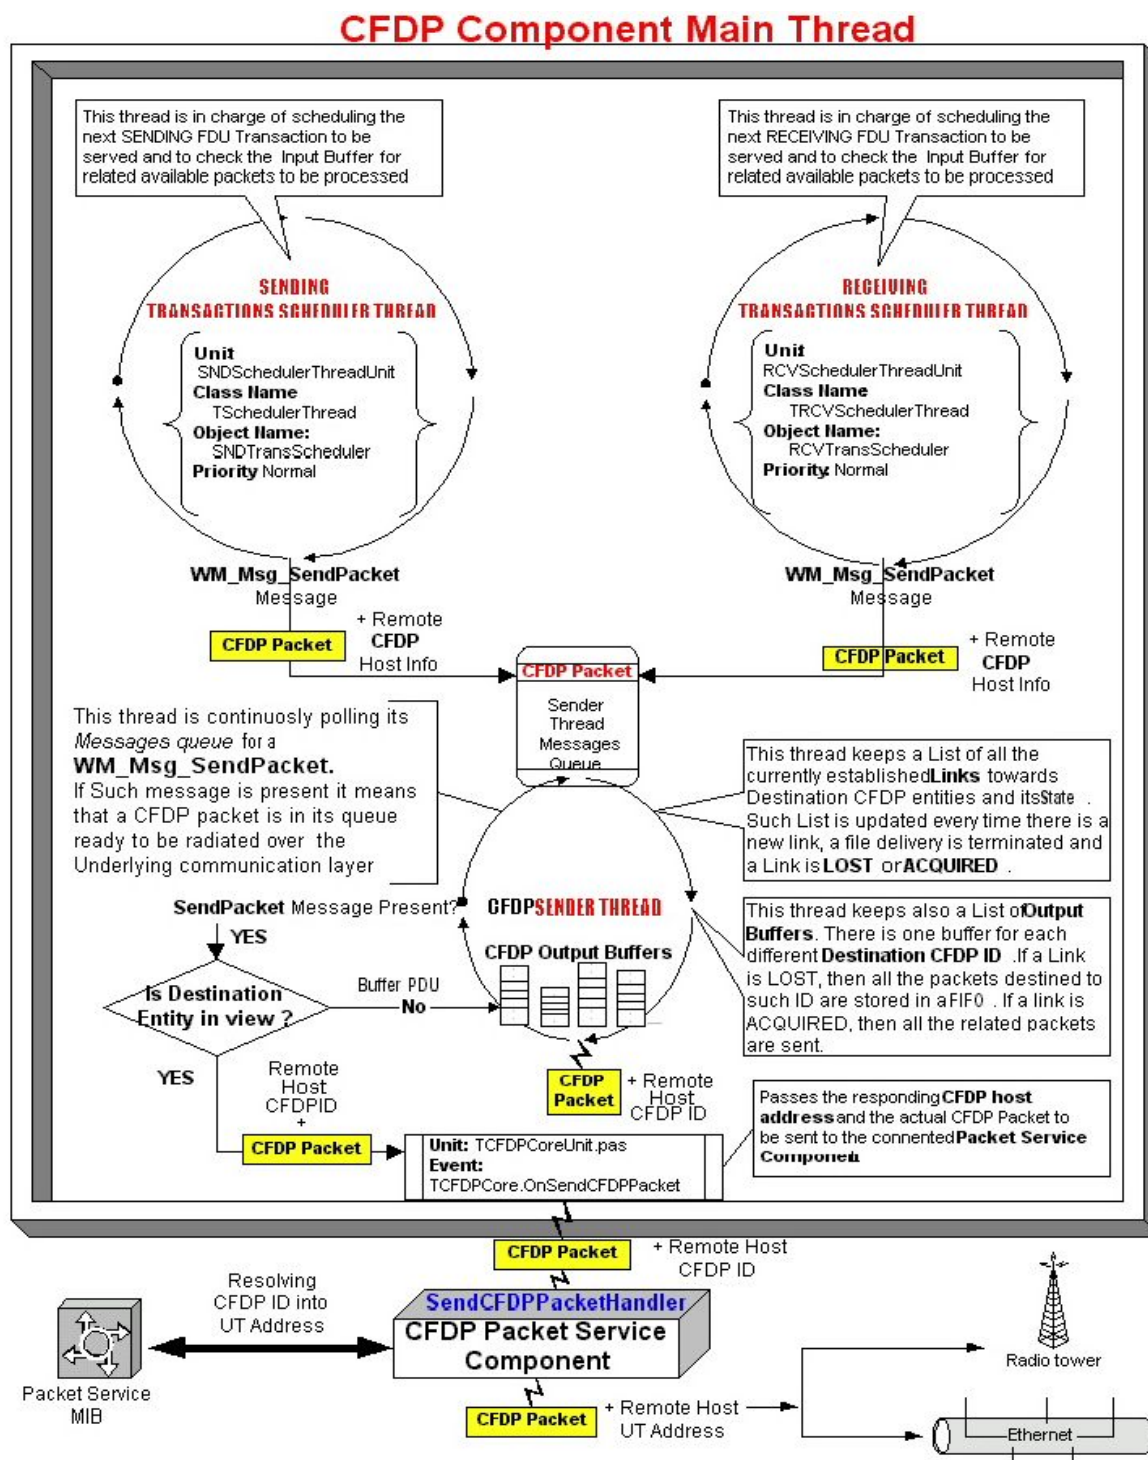 CFDP Component Main Thread
This thread is in charge of scheduling the
next SENDING FDU Transaction to be
served and to check the Input Buffer for
related available packets to be processed
This thread is in charge of scheduling the
next RECEIVING FDU Transaction to be
served and to check the Input Buffer for
related available packets to be processed
SENDING
TRANSACTIONS SCHEDULER THREAD
Unit
SNDSchedulerThreadUnit
Class Name
TSchedulerThread
Object Name:
SNDTransScheduler
Priority Normal
RECEIVING
TRANSACTIONS SCHEDULER THREAD
Unit
RCVSchedulerThreadUnit
Class Name
TRCVSchedulerThread
Object Name:
RCVTransScheduler
Priority: Normal
WM_Msg_SendPacket
Message
CFDP Packet
+ Remote
CFDP
Host Info
WM_Msg_SendPacket
Message
CFDP Packet
+ Remote
CFDP
Host Info
CFDP Packet
Sender
Thread
Messages
Queue
This thread is continuosly polling its
Messages queue for a
WM_Msg_SendPacket.
If Such message is present it means
that a CFDP packet is in its queue
ready to be radiated over the
Underlying communication layer
This thread keeps a List of all the
currently established Links towards
Destination CFDP entities and its State .
Such List is updated every time there is a
new link, a file delivery is terminated and
a Link is LOST or ACQUIRED .
SendPacket Message Present?
YES
CFDP SENDER THREAD
CFDP Output Buffers
This thread keeps also a List of Output
Buffers. There is one buffer for each
different Destination CFDP ID .If a Link
is LOST, then all the packets destined to
such ID are stored in a FIFO . If a link is
ACQUIRED, then all the related packets
are sent.
Is Destination
Entity in view ?
Buffer PDU
No
YES
Remote
Host
CFDPID
+
CFDP Packet
CFDP
Packet
+ Remote
Host
CFDP ID
Unit: TCFDPCoreUnit.pas
Event:
TCFDPCore.OnSendCFDPPacket
Passes the responding CFDP host
address and the actual CFDP Packet to
be sent to the connented Packet Service
Component
CFDP Packet
+ Remote Host
CFDP ID
Resolving
CFDP ID into
UT Address
SendCFDPPacketHandler
CFDP Packet Service
Component
Packet Service
MIB
CFDP Packet
+ Remote Host
UT Address
Radio tower
Ethernet